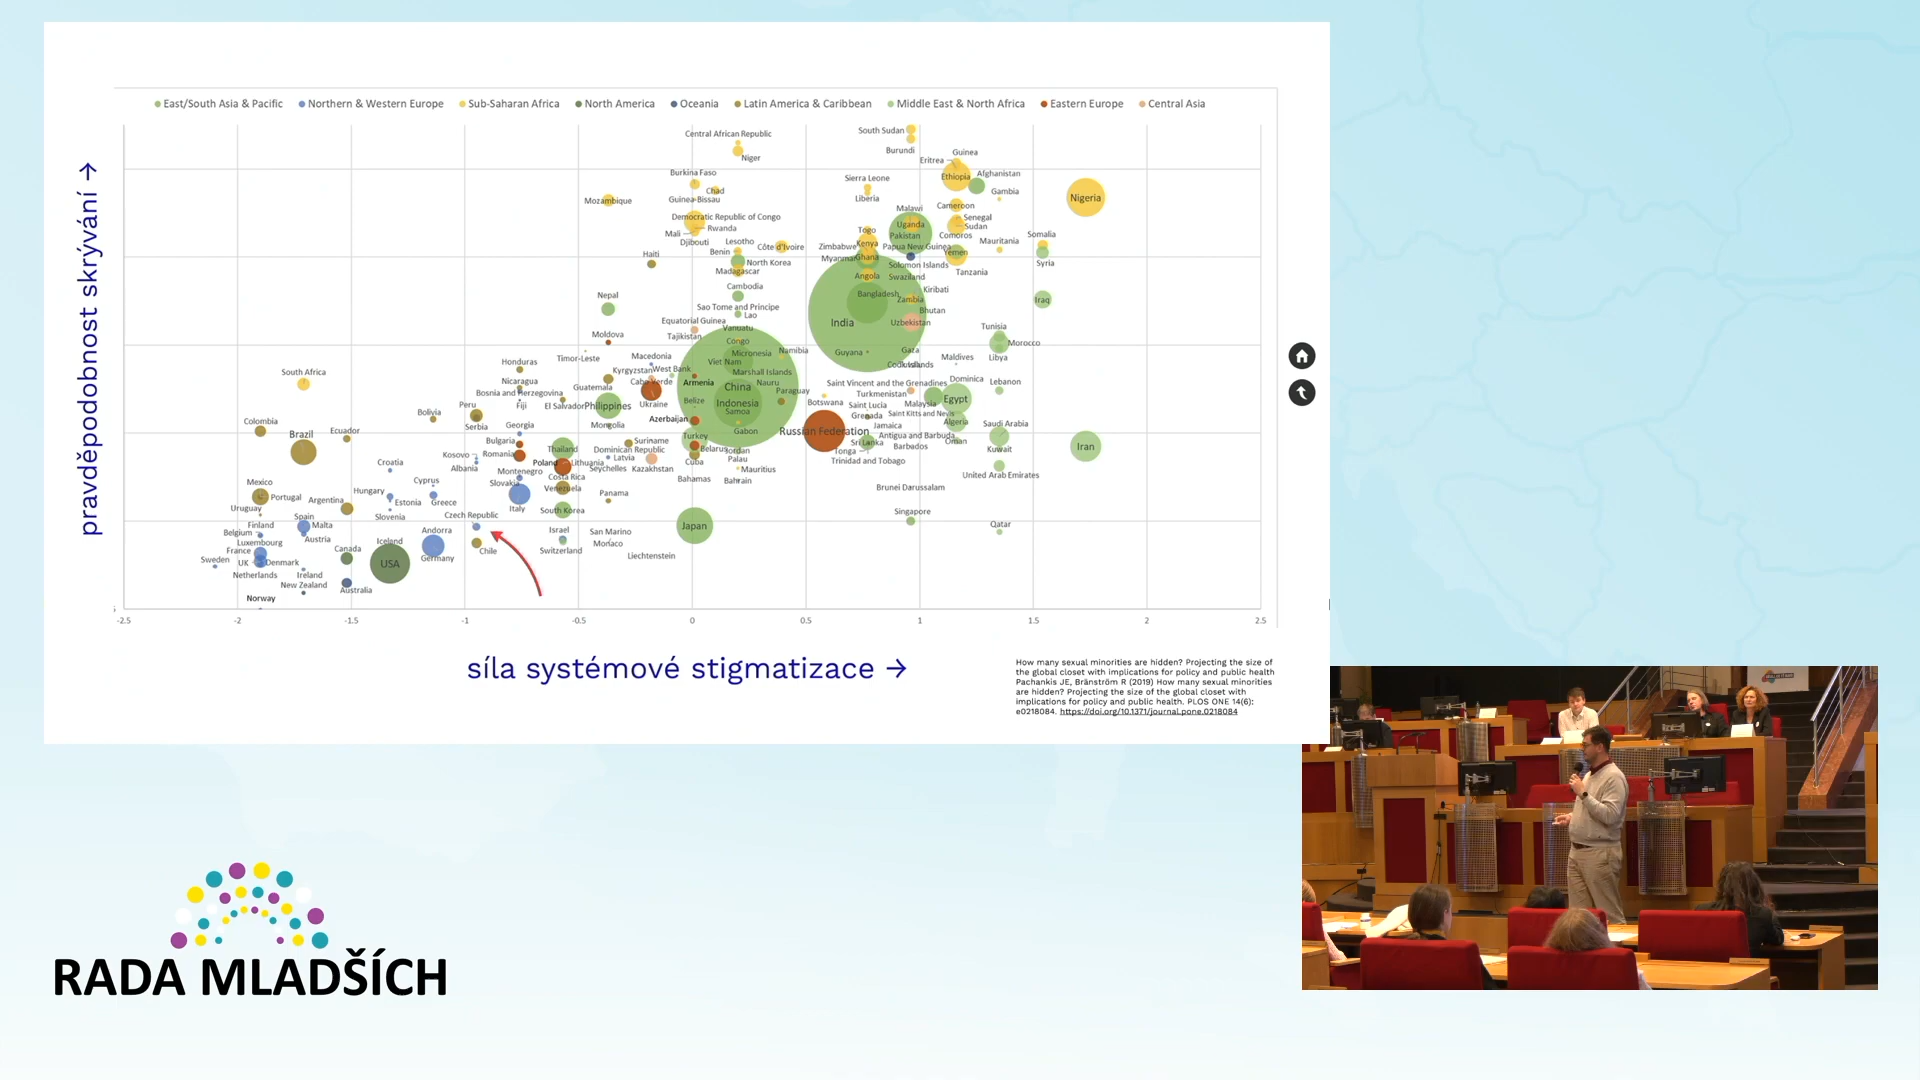 East/South Asia & Pacific Northern & Western Europe Sub-Saharan Africa North America Oceania Latin America & Caribbean Middle East & North Africa Eastern Europe Central Asia
pravděpodobnost skrývání →
Central African Republic
Niger
South Sudan
Burundi
Guinea
Eritrea
Ethiopia
Afghanistan
Gambia
Nigeria
Burkina Faso
Chad
Guinea-Bissau
Mozambique
Sierra Leone
Liberia
Malawi
Cameroon
Democratic Republic of Congo
Rwanda
Mali
Djibouti
Uganda
Pakistan
Senegal
Sudan
Comoros
Togo
Kenya
Lesotho
Côte d'Ivoire
Benin
Zimbabwe
Papua New Guinea
Mauritania
Somalia
Syria
Haiti
North Korea
Madagascar
Myanmar
Ghana
Yemen
Solomon Islands
Tanzania
Angola
Swaziland
Cambodia
Nepal
Bangladesh
Kiribati
Zambia
Iraq
Sao Tome and Principe
Lao
Bhutan
Equatorial Guinea
Vanuatu
India
Uzbekistan
Tunisia
Moldova
Tajikistan
Congo
Morocco
Timor-Leste
Macedonia
Micronesia
Namibia
Guyana
Gaza
Maldives
Libya
Honduras
Viet Nam
Cook Islands
South Africa
Kyrgyzstan
West Bank
Marshall Islands
Nicaragua
Guatemala
Cabo Verde
Armenia
China
Nauru
Saint Vincent and the Grenadines
Dominica
Lebanon
Bosnia and Herzegovina
Paraguay
Turkmenistan
Fiji
El Salvador
Philippines
Ukraine
Belize
Indonesia
Samoa
Botswana
Saint Lucia
Malaysia
Egypt
Peru
Bolivia
Colombia
Serbia
Georgia
Mongolia
Azerbaijan
Gabon
Russian Federation
Grenada
Saint Kitts and Nevis
Jamaica
Algeria
Saudi Arabia
Brazil
Ecuador
Bulgaria
Turkey
Suriname
Sri Lanka
Antigua and Barbuda
Oman
Kuwait
Iran
Kosovo
Romania
Thailand
Dominican Republic
Belarus
Jordan
Tonga
Barbados
Croatia
Albania
Poland
Lithuania
Latvia
Seychelles
Kazakhstan
Cuba
Palau
Mauritius
Trinidad and Tobago
United Arab Emirates
Montenegro
Costa Rica
Mexico
Cyprus
Slovakia
Venezuela
Bahamas
Bahrain
Brunei Darussalam
Portugal
Argentina
Hungary
Estonia
Greece
Panama
Uruguay
Spain
Slovenia
Czech Republic
Italy
South Korea
Singapore
Finland
Malta
Japan
Qatar
Belgium
Austria
Andorra
Israel
San Marino
Luxembourg
Iceland
Monaco
France
Canada
Chile
Switzerland
Liechtenstein
Sweden
UK
Denmark
USA
Germany
Netherlands
Ireland
New Zealand
Australia
Norway
-2.5 -2 -1.5 -1 -0.5 0 0.5 1 1.5 2 2.5
síla systémové stigmatizace →
How many sexual minorities are hidden? Projecting the size of
the global closet with implications for policy and public health
Pachankis JE, Bränström R (2019) How many sexual minorities
are hidden? Projecting the size of the global closet with
implications for policy and public health. PLOS ONE 14(6):
e0218084. https://doi.org/10.1371/journal.pone.0218084
RADA MLADŠÍCH